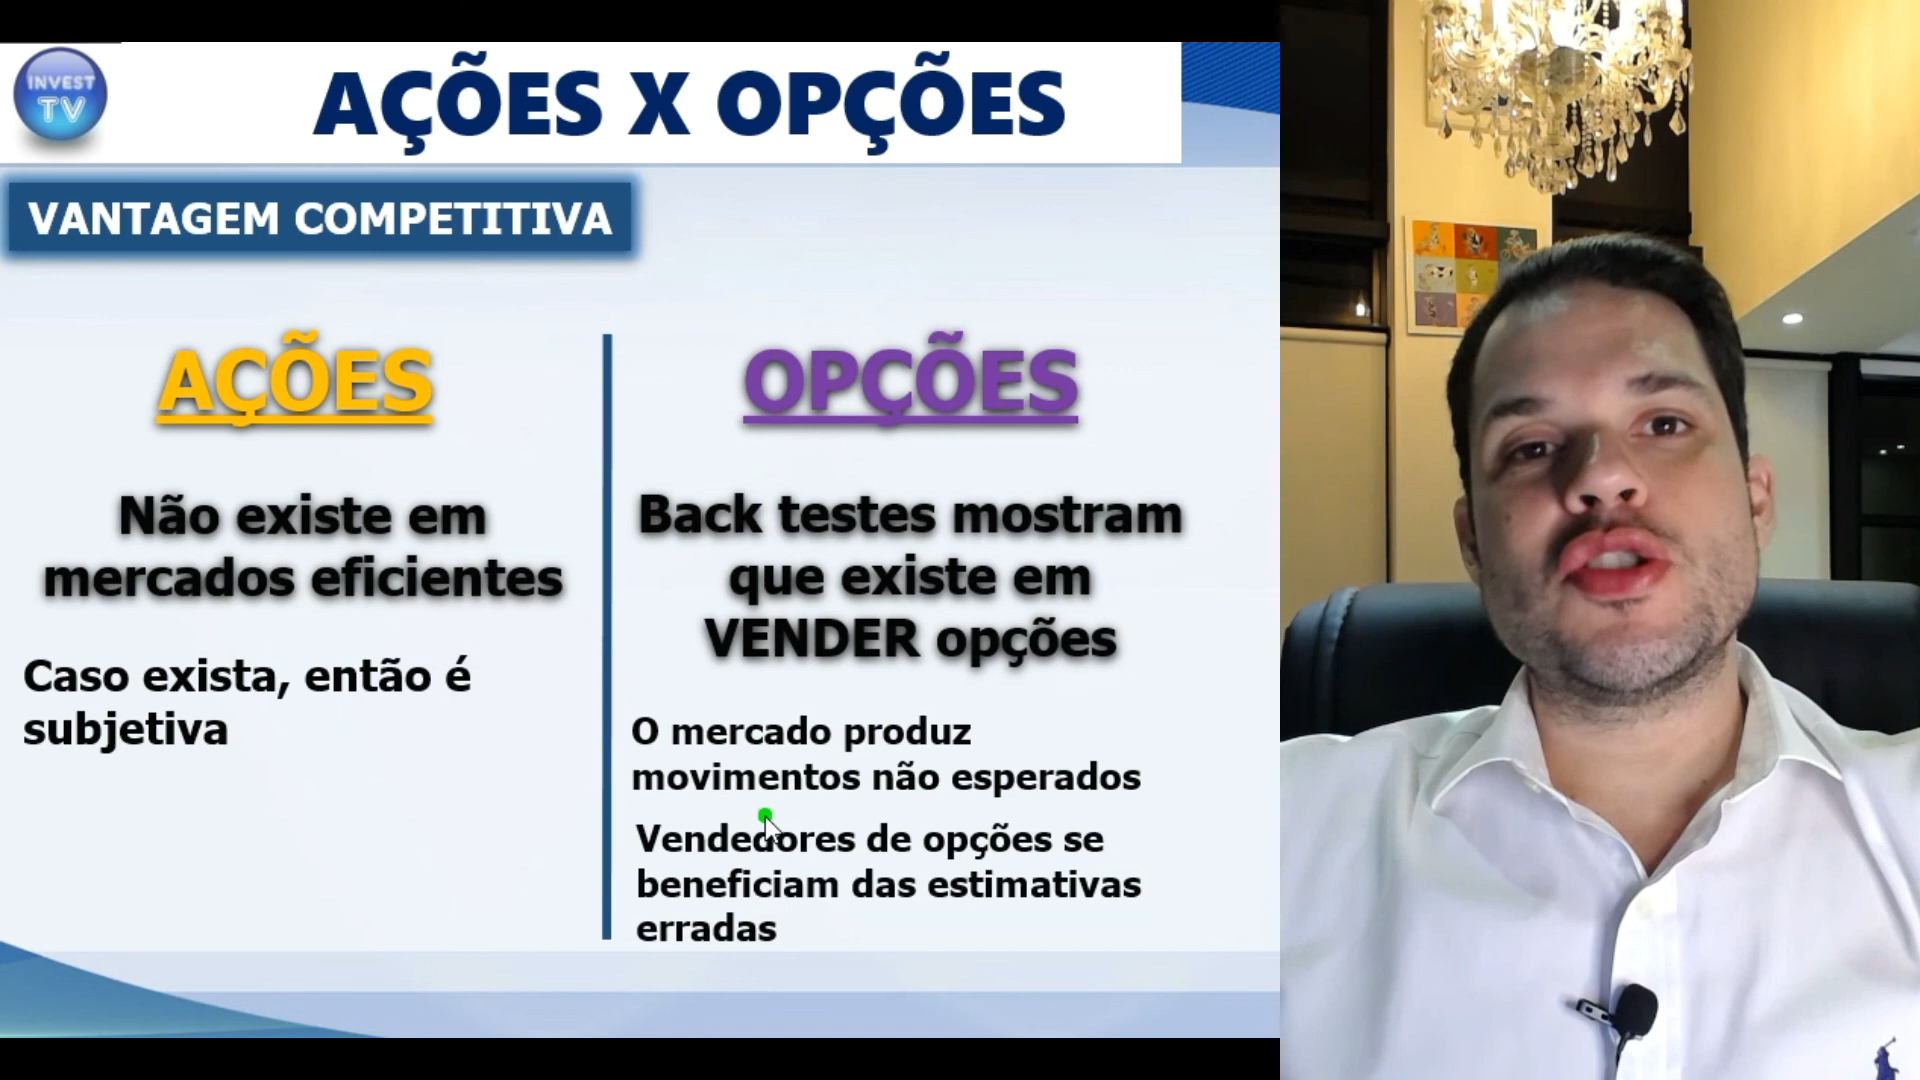 INVEST
TV
AÇÕES X OPÇÕES
VANTAGEM COMPETITIVA
AÇÕES
Não existe em
mercados eficientes
Caso exista, então é
subjetiva
OPÇÕES
Back testes mostram
que existe em
VENDER opções
O mercado produz
movimentos não esperados
Vendedores de opções se
beneficiam das estimativas
erradas